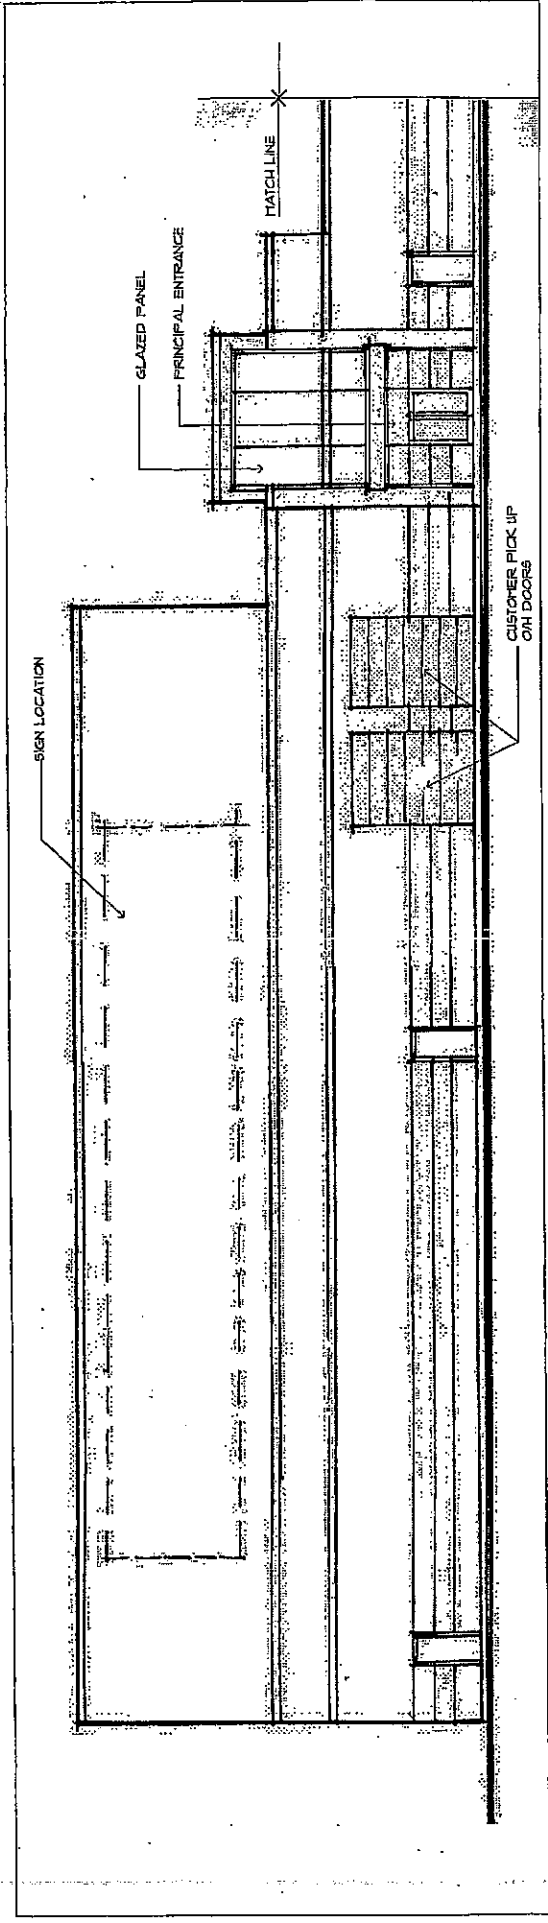 SIGN LOCATION
GLAZED PANEL
PRINCIPAL ENTRANCE
MATCH LINE
CUSTOMER PICK UP
O/H DOORS